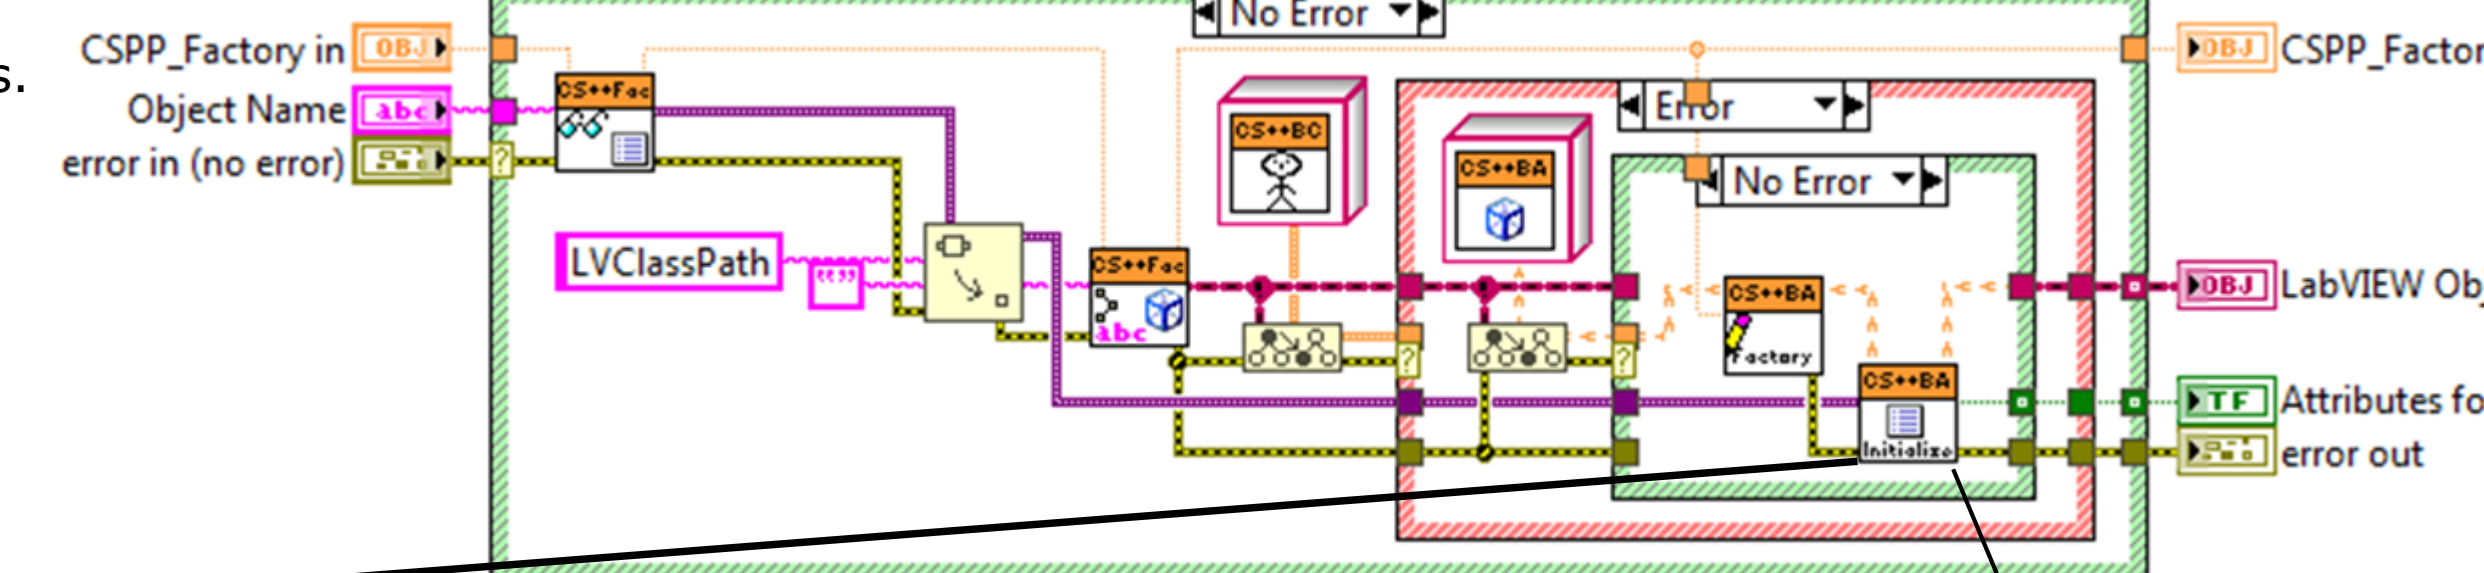 No Error
CSPP_Factory in
OBJ
OBJ
CSPP_Factor
s.
CS++Fac
Object Name
abc
Error
CS++BC
CS++BA
error in (no error)
?
No Error
LVClassPath
""
CS++Fac
abc
CS++BA
Factory
OBJ
LabVIEW Ob
?
?
CS++BA
Initialize
TF
Attributes fo
error out